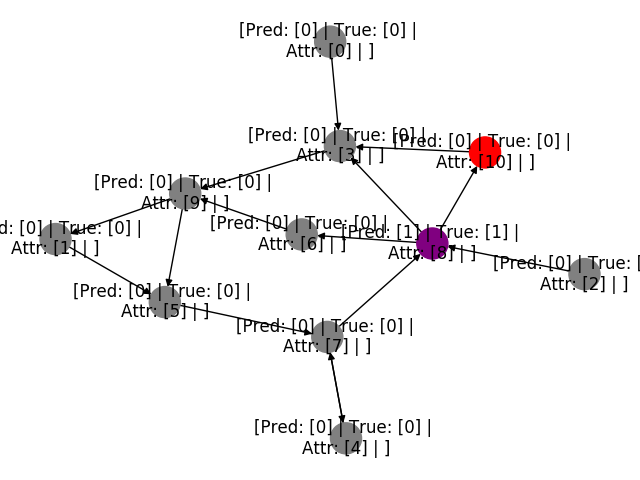 [Pred: [0] | True: [0] |
Attr: [0] | ]
[Pred: [0] | True: [0] |
Attr: [3] | ]
[Pred: [0] | True: [0] |
Attr: [10] | ]
[Pred: [0] | True: [0] |
Attr: [9] | ]
d: [0] | True: [0] |
Attr: [1] | ]
[Pred: [0] | True: [0] |
Attr: [6] | ]
[Pred: [1] | True: [1] |
Attr: [8] | ]
[Pred: [0] | True: [
Attr: [2] | ]
[Pred: [0] | True: [0] |
Attr: [5] | ]
[Pred: [0] | True: [0] |
Attr: [7] | ]
[Pred: [0] | True: [0] |
Attr: [4] | ]